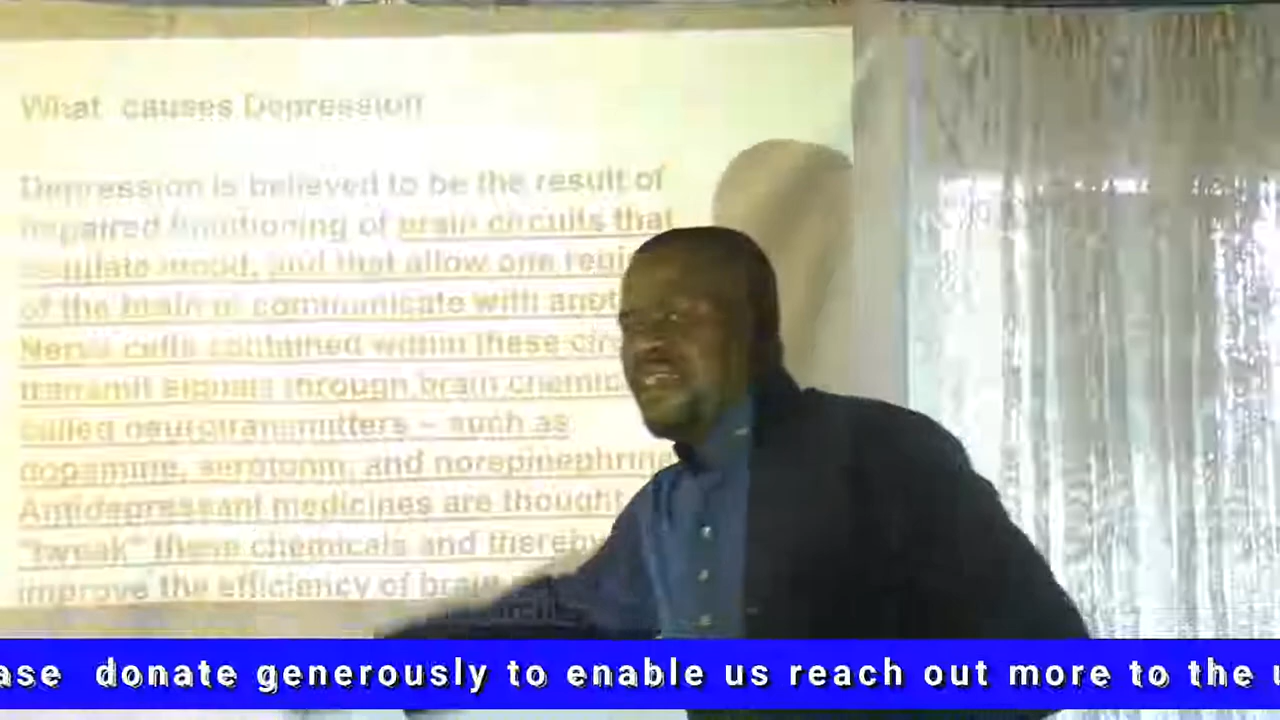 What causes Depression
Depression is believed to be the result of
impaired functioning of brain circuits that
mood, and that allow one regi
of the brain to communicate with anot
Nerve cells contained within these circ
transmit signals through brain chemic
called neurotransmitters – such as
dopamine, serotonin, and norepinephrine
Antidepressant medicines are thought
"tweak" these chemicals and thereby
improve the efficiency of brain
ase donate generously to enable us reach out more to the u